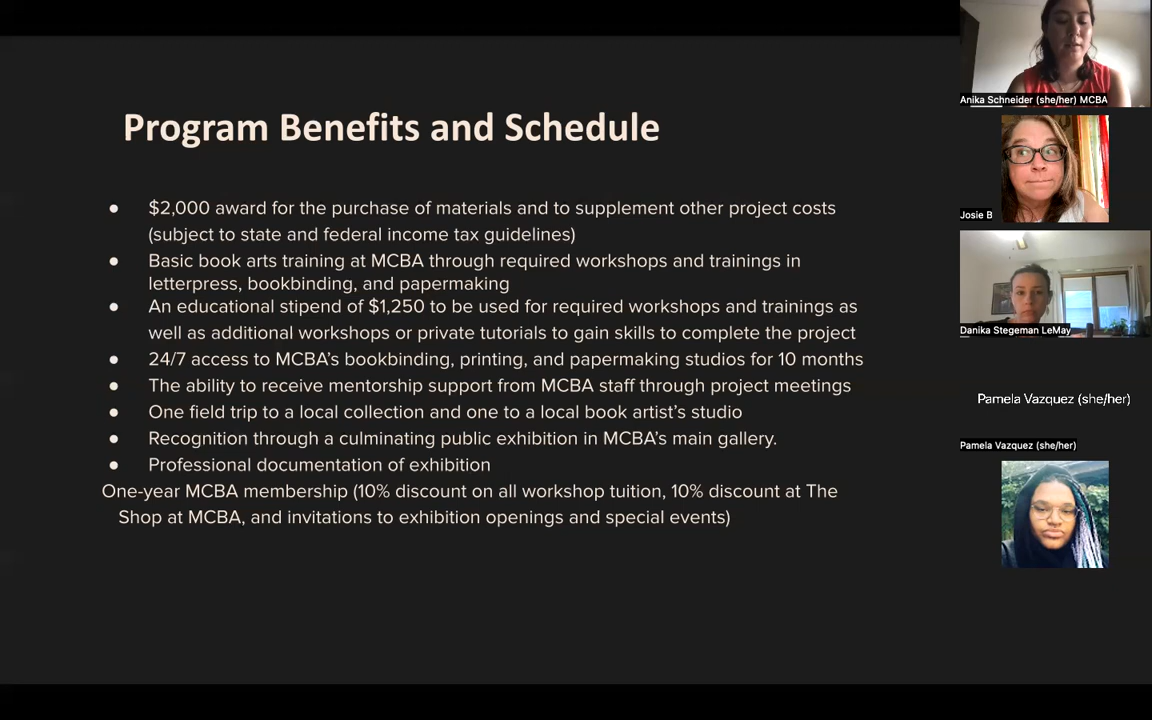 Program Benefits and Schedule
● $2,000 award for the purchase of materials and to supplement other project costs
(subject to state and federal income tax guidelines)
● Basic book arts training at MCBA through required workshops and trainings in
letterpress, bookbinding, and papermaking
● An educational stipend of $1,250 to be used for required workshops and trainings as
well as additional workshops or private tutorials to gain skills to complete the project
● 24/7 access to MCBA’s bookbinding, printing, and papermaking studios for 10 months
● The ability to receive mentorship support from MCBA staff through project meetings
● One field trip to a local collection and one to a local book artist’s studio
● Recognition through a culminating public exhibition in MCBA’s main gallery.
● Professional documentation of exhibition
One-year MCBA membership (10% discount on all workshop tuition, 10% discount at The
Shop at MCBA, and invitations to exhibition openings and special events)
Anika Schneider (she/her) MCBA
Josie B
Danika Stegeman LeMay
Pamela Vazquez (she/her)
Pamela Vazquez (she/her)